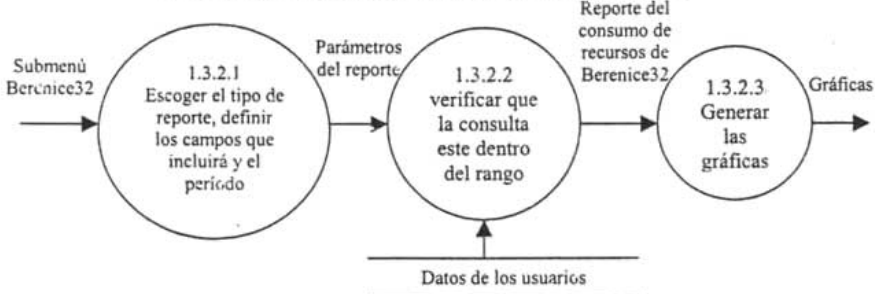 Submenú
Berenice32
1.3.2.1
Escoger el tipo de
reporte, definir
los campos que
incluirá y el
período
Parámetros
del reporte
1.3.2.2
verificar que
la consulta
este dentro
del rango
Reporte del
consumo de
recursos de
Berenice32
1.3.2.3
Generar
las
gráficas
Gráficas
Datos de los usuarios